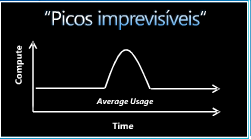 “Picos imprevisíveis“
Compute
Average Usage
Time